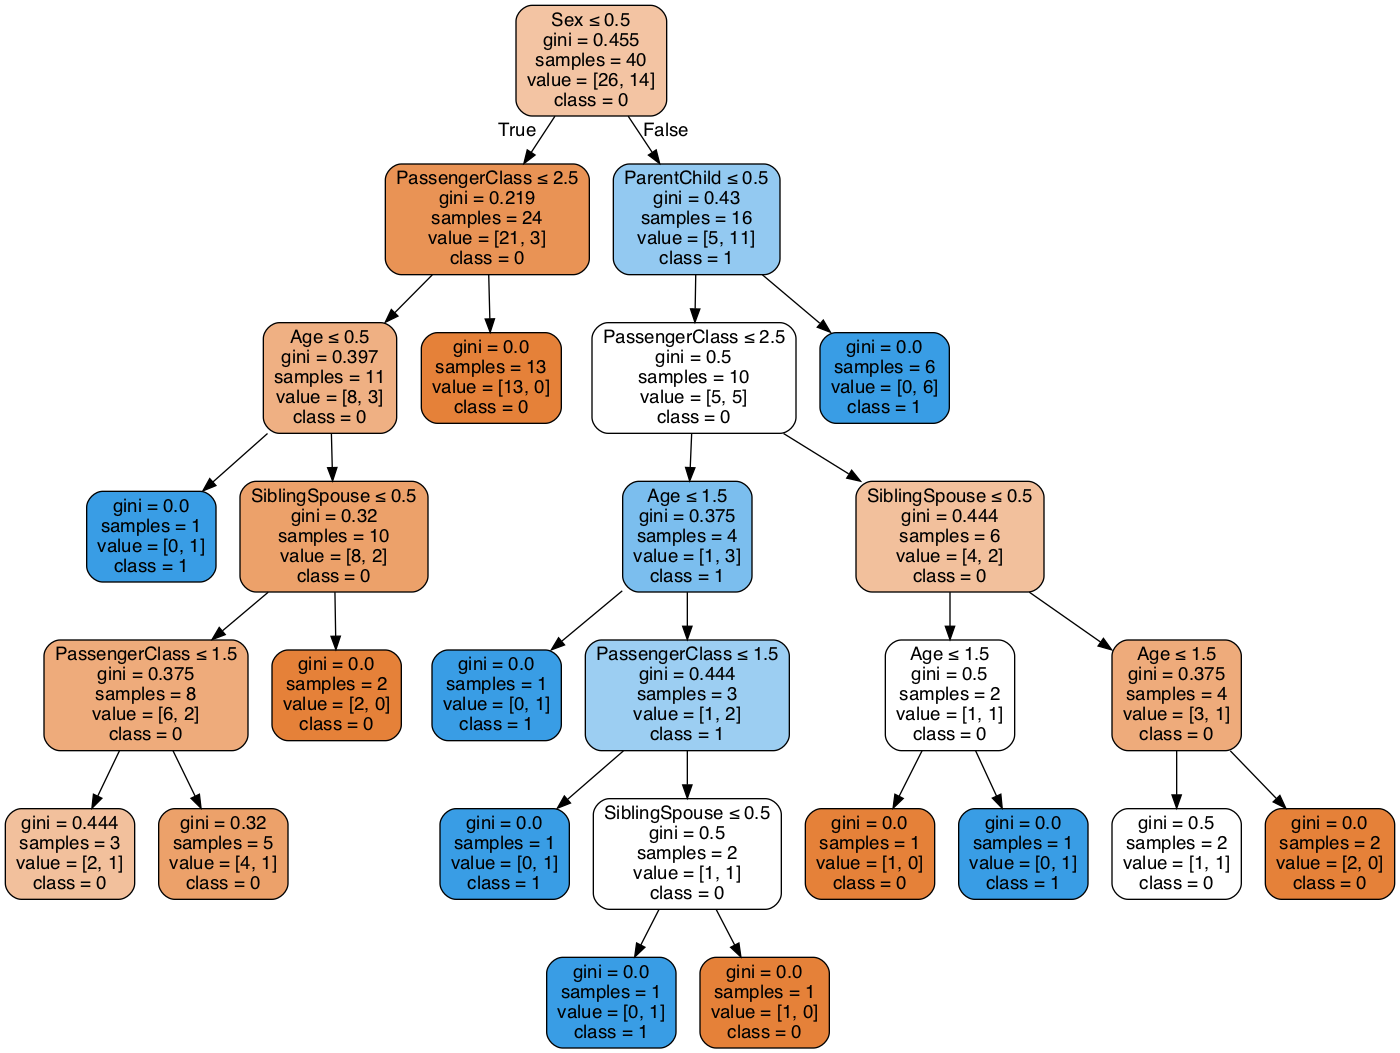 Sex ≤ 0.5
gini = 0.455
samples = 40
value = [26, 14]
class = 0
True
False
PassengerClass ≤ 2.5
gini = 0.219
samples = 24
value = [21, 3]
class = 0
ParentChild ≤ 0.5
gini = 0.43
samples = 16
value = [5, 11]
class = 1
Age ≤ 0.5
gini = 0.397
samples = 11
value = [8, 3]
class = 0
gini = 0.0
samples = 13
value = [13, 0]
class = 0
PassengerClass ≤ 2.5
gini = 0.5
samples = 10
value = [5, 5]
class = 0
gini = 0.0
samples = 6
value = [0, 6]
class = 1
gini = 0.0
samples = 1
value = [0, 1]
class = 1
SiblingSpouse ≤ 0.5
gini = 0.32
samples = 10
value = [8, 2]
class = 0
Age ≤ 1.5
gini = 0.375
samples = 4
value = [1, 3]
class = 1
SiblingSpouse ≤ 0.5
gini = 0.444
samples = 6
value = [4, 2]
class = 0
PassengerClass ≤ 1.5
gini = 0.375
samples = 8
value = [6, 2]
class = 0
gini = 0.0
samples = 2
value = [2, 0]
class = 0
gini = 0.0
samples = 1
value = [0, 1]
class = 1
PassengerClass ≤ 1.5
gini = 0.444
samples = 3
value = [1, 2]
class = 1
Age ≤ 1.5
gini = 0.5
samples = 2
value = [1, 1]
class = 0
Age ≤ 1.5
gini = 0.375
samples = 4
value = [3, 1]
class = 0
gini = 0.444
samples = 3
value = [2, 1]
class = 0
gini = 0.32
samples = 5
value = [4, 1]
class = 0
gini = 0.0
samples = 1
value = [0, 1]
class = 1
SiblingSpouse ≤ 0.5
gini = 0.5
samples = 2
value = [1, 1]
class = 0
gini = 0.0
samples = 1
value = [1, 0]
class = 0
gini = 0.0
samples = 1
value = [0, 1]
class = 1
gini = 0.5
samples = 2
value = [1, 1]
class = 0
gini = 0.0
samples = 2
value = [2, 0]
class = 0
gini = 0.0
samples = 1
value = [0, 1]
class = 1
gini = 0.0
samples = 1
value = [1, 0]
class = 0